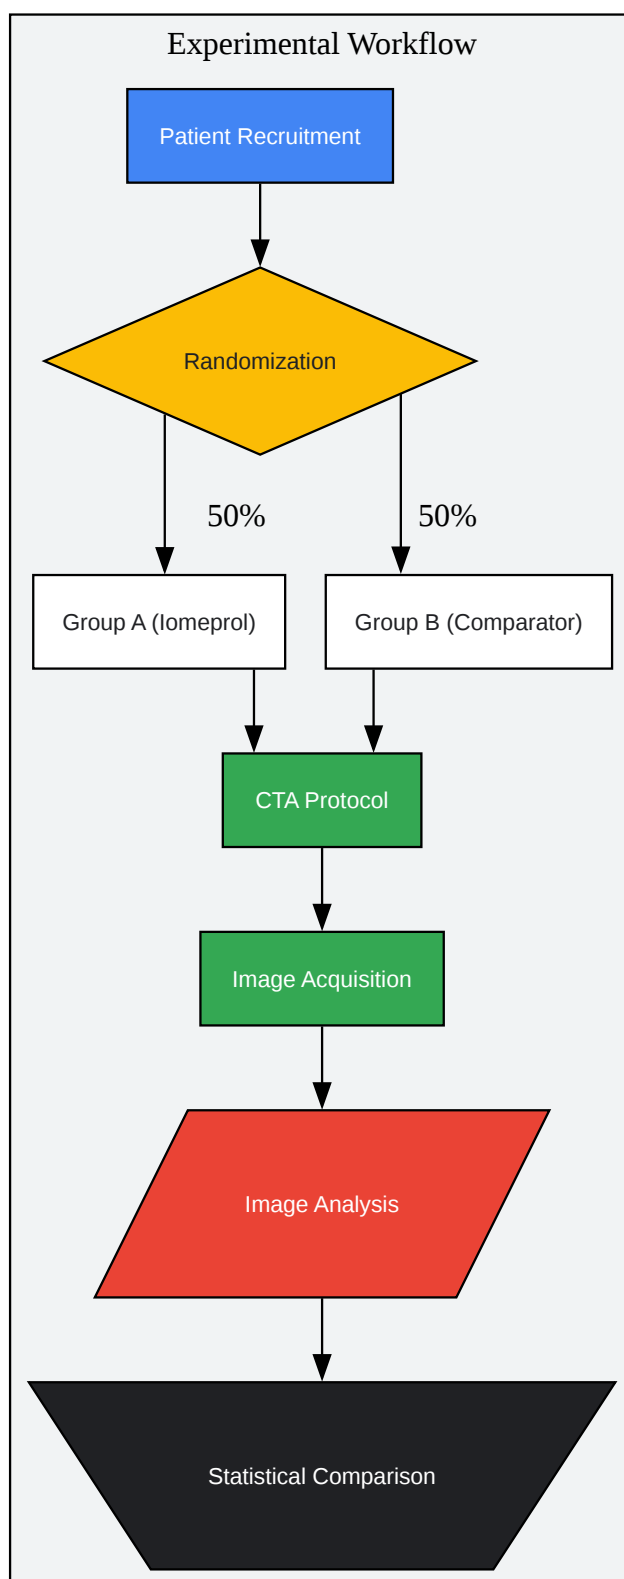 Experimental Workflow
Patient Recruitment
Randomization
50%
50%
Group A (Iomeprol)
Group B (Comparator)
CTA Protocol
Image Acquisition
Image Analysis
Statistical Comparison